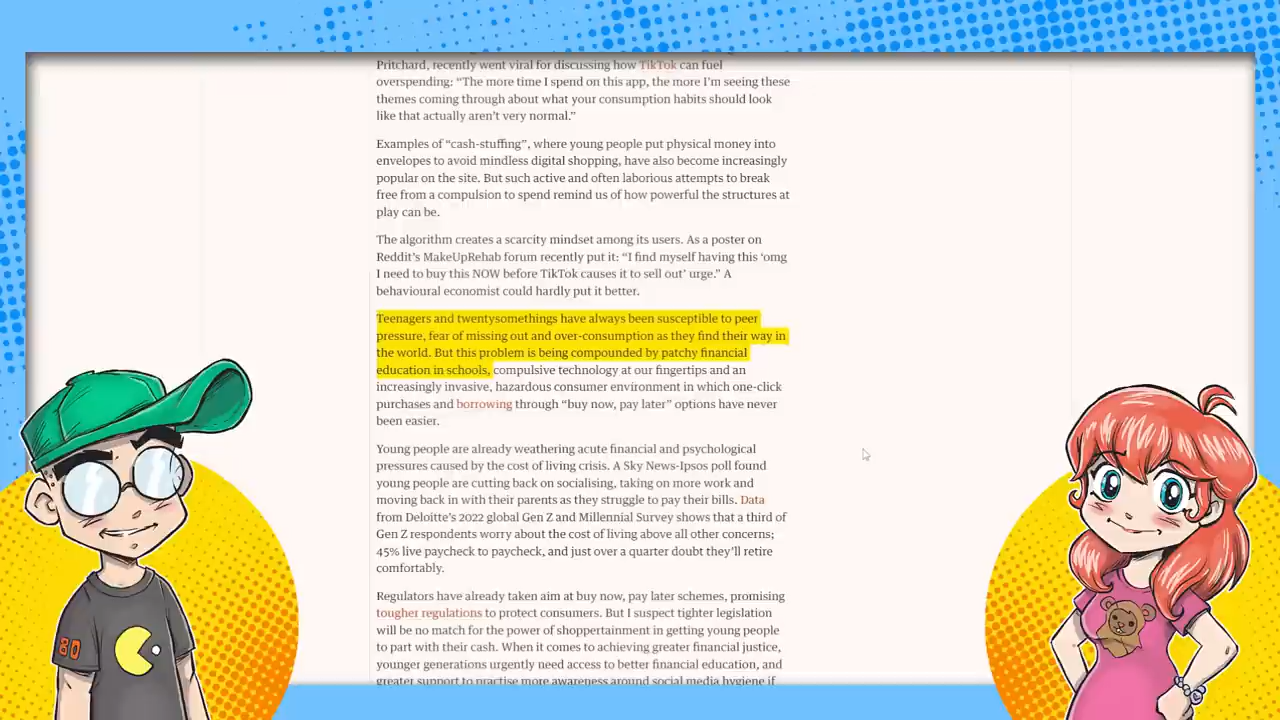 Pritchard, recently went viral for discussing how TikTok can fuel
overspending: “The more time I spend on this app, the more I’m seeing these
themes coming through about what your consumption habits should look
like that actually aren’t very normal.”
Examples of “cash-stuffing”, where young people put physical money into
envelopes to avoid mindless digital shopping, have also become increasingly
popular on the site. But such active and often laborious attempts to break
free from a compulsion to spend remind us of how powerful the structures at
play can be.
The algorithm creates a scarcity mindset among its users. As a poster on
Reddit’s MakeUpRehab forum recently put it: “I find myself having this ‘omg
I need to buy this NOW before TikTok causes it to sell out’ urge.” A
behavioural economist could hardly put it better.
Teenagers and twentysomethings have always been susceptible to peer
pressure, fear of missing out and over-consumption as they find their way in
the world. But this problem is being compounded by patchy financial
education in schools, compulsive technology at our fingertips and an
increasingly invasive, hazardous consumer environment in which one-click
purchases and borrowing through “buy now, pay later” options have never
been easier.
Young people are already weathering acute financial and psychological
pressures caused by the cost of living crisis. A Sky News-Ipsos poll found
young people are cutting back on socialising, taking on more work and
moving back in with their parents as they struggle to pay their bills. Data
from Deloitte’s 2022 global Gen Z and Millennial Survey shows that a third of
Gen Z respondents worry about the cost of living above all other concerns;
45% live paycheck to paycheck, and just over a quarter doubt they’ll retire
comfortably.
Regulators have already taken aim at buy now, pay later schemes, promising
tougher regulations to protect consumers. But I suspect tighter legislation
will be no match for the power of shoppertainment in getting young people
to part with their cash. When it comes to achieving greater financial justice,
younger generations urgently need access to better financial education, and
greater support to practise more awareness around social media hygiene if
80